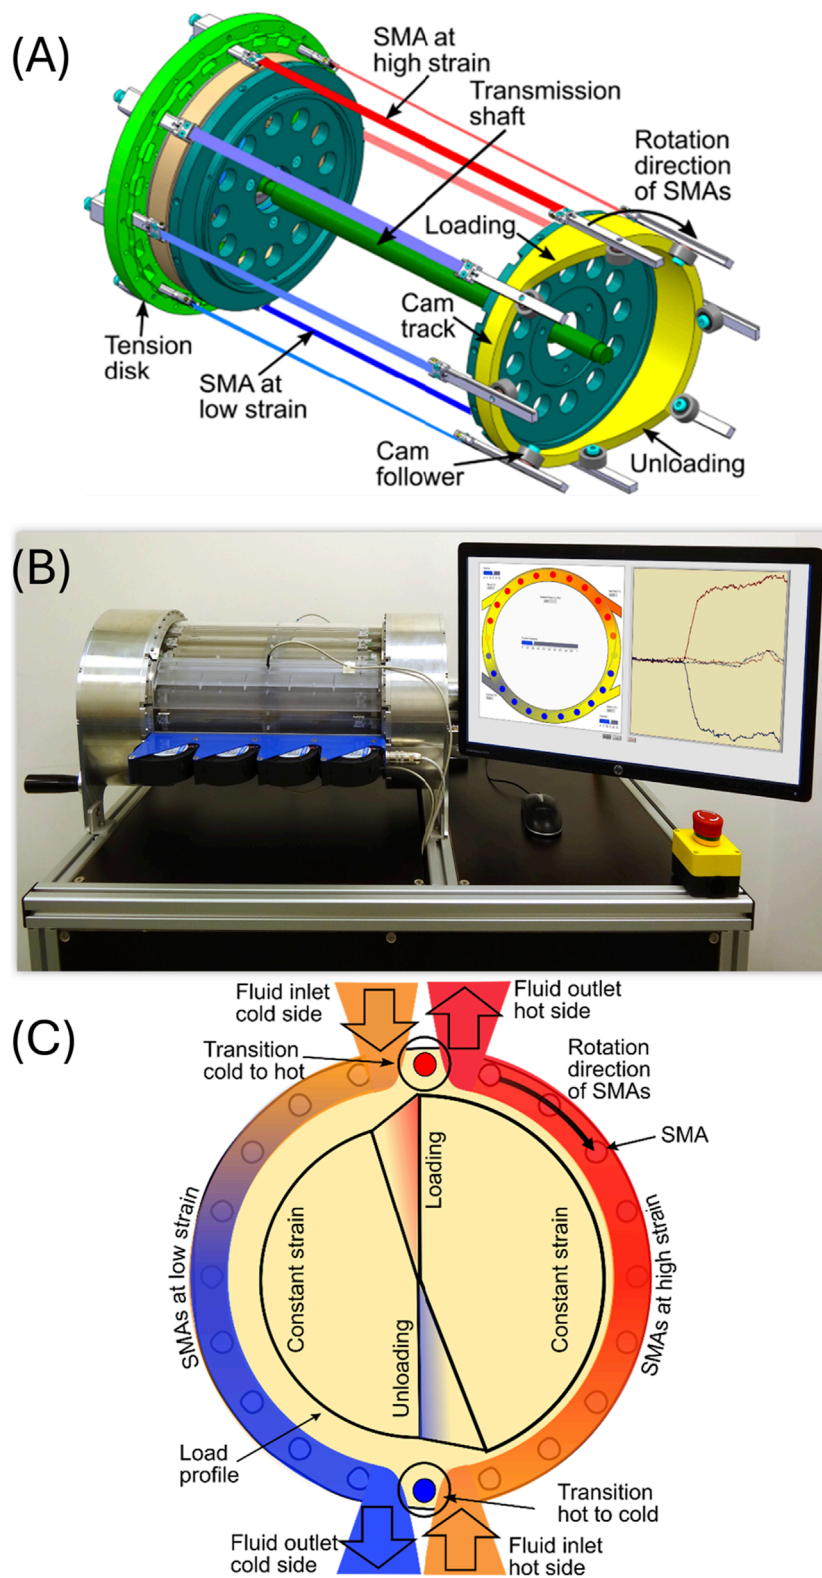 (A)
SMA at
high strain
Transmission
shaft
Rotation
direction
of SMAs
Loading
Cam
track
Tension
disk
SMA at
low strain
Cam
follower
Unloading
(B)
(C)
Fluid inlet
cold side
Fluid outlet
hot side
Transition
cold to hot
Rotation
direction
of SMAs
SMA
Loading
SMAs at low strain
Constant strain
Constant strain
SMAs at high strain
Unloading
Load
profile
Transition
hot to cold
Fluid outlet
cold side
Fluid inlet
hot side